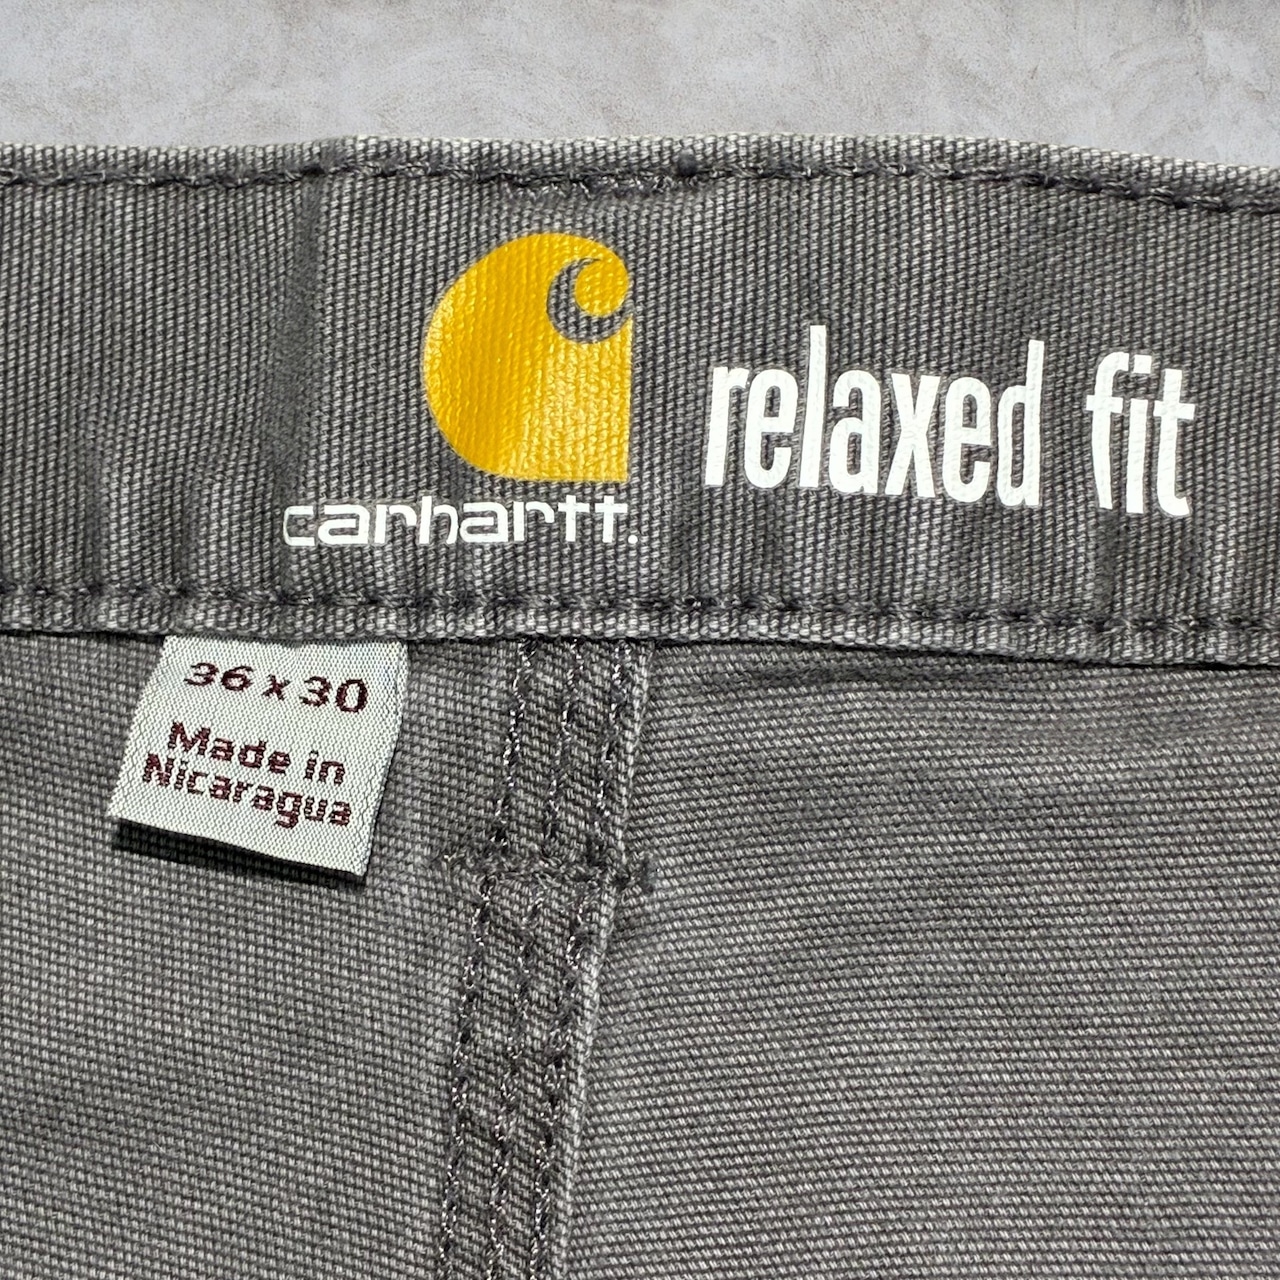 carhartt.
relaxed fit
36 x 30
Made in
Nicaragua